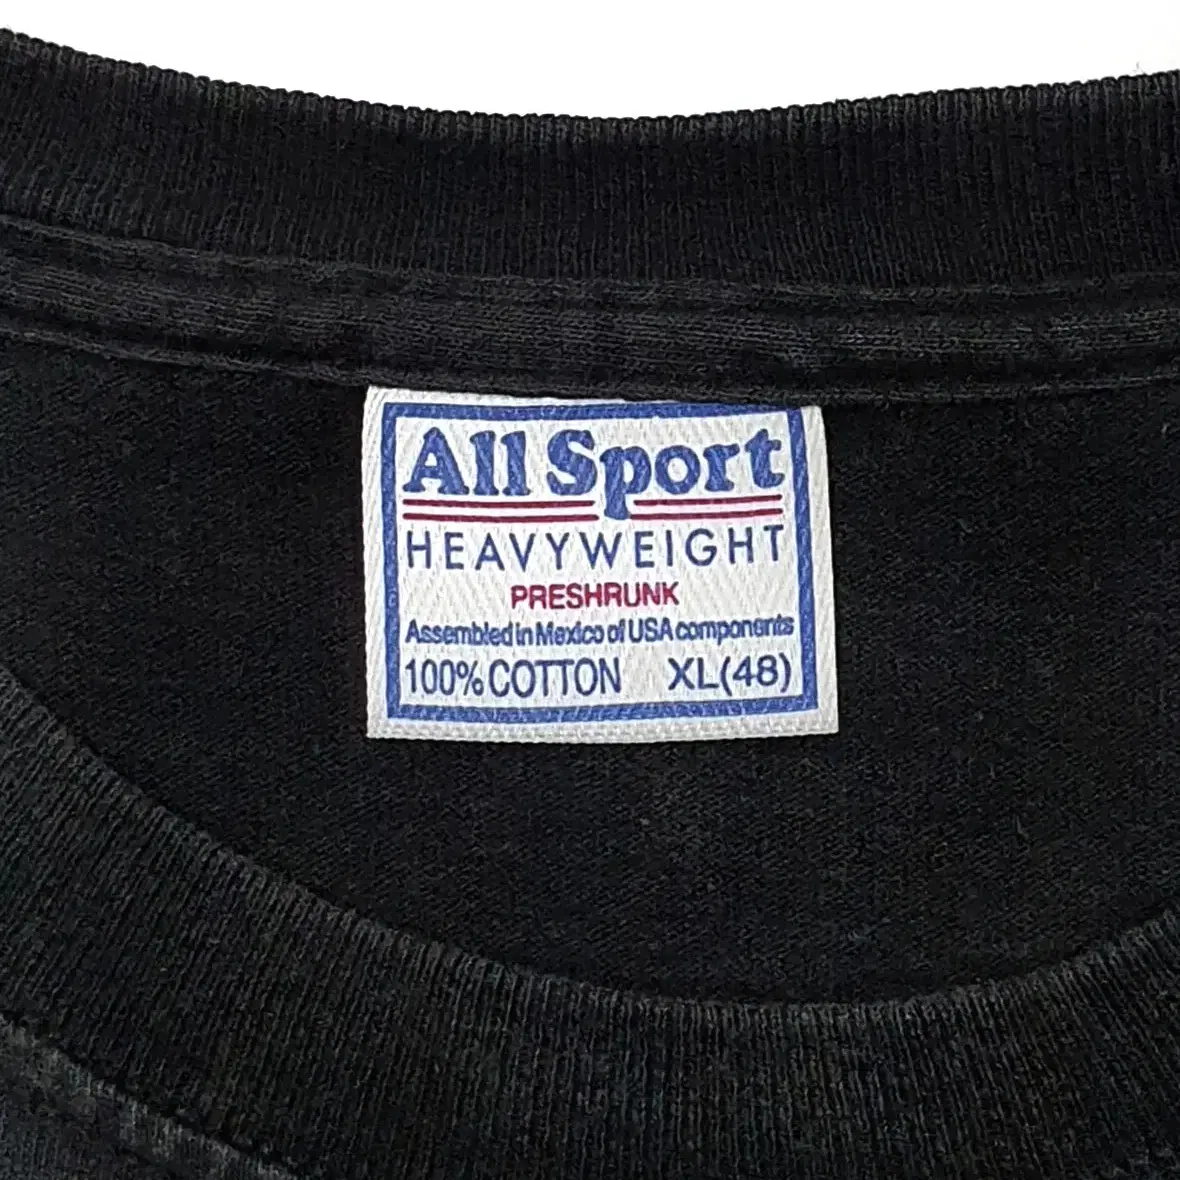 All Sport
HEAVYWEIGHT
PRESHRUNK
Assembled in Mexico of USA components
100% COTTON XL(48)